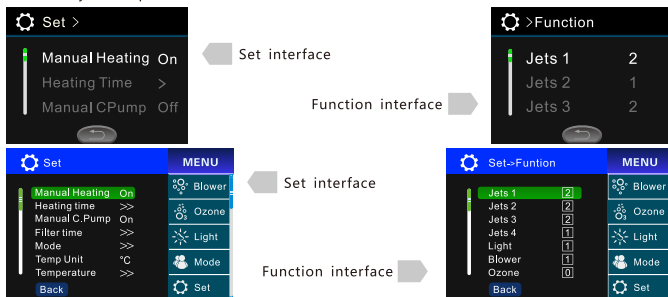 Set >
Manual Heating On
Heating Time >
Manual CPump Off
Set interface
>Function
Jets 1 2
Jets 2 1
Jets 3 2
Function interface
Set
MENU
Manual Heating On
Heating time >>
Manual C.Pump On
Filter time >>
Mode >>
Temp Unit °C
Temperature >>
Back
Blower
O₃ Ozone
Light
Mode
Set
Set interface
Set->Funtion
MENU
Jets 1 2
Jets 2 2
Jets 3 2
Jets 4 1
Light 1
Blower 1
Ozone 0
Back
Blower
O₃ Ozone
Light
Mode
Set
Function interface